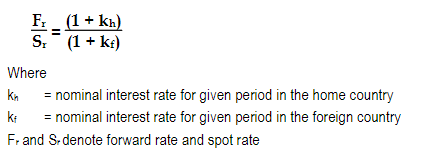 Fr = (1 + kh)
Sr (1 + kf)
Where
kh = nominal interest rate for given period in the home country
kf = nominal interest rate for given period in the foreign country
Fr and Sr denote forward rate and spot rate